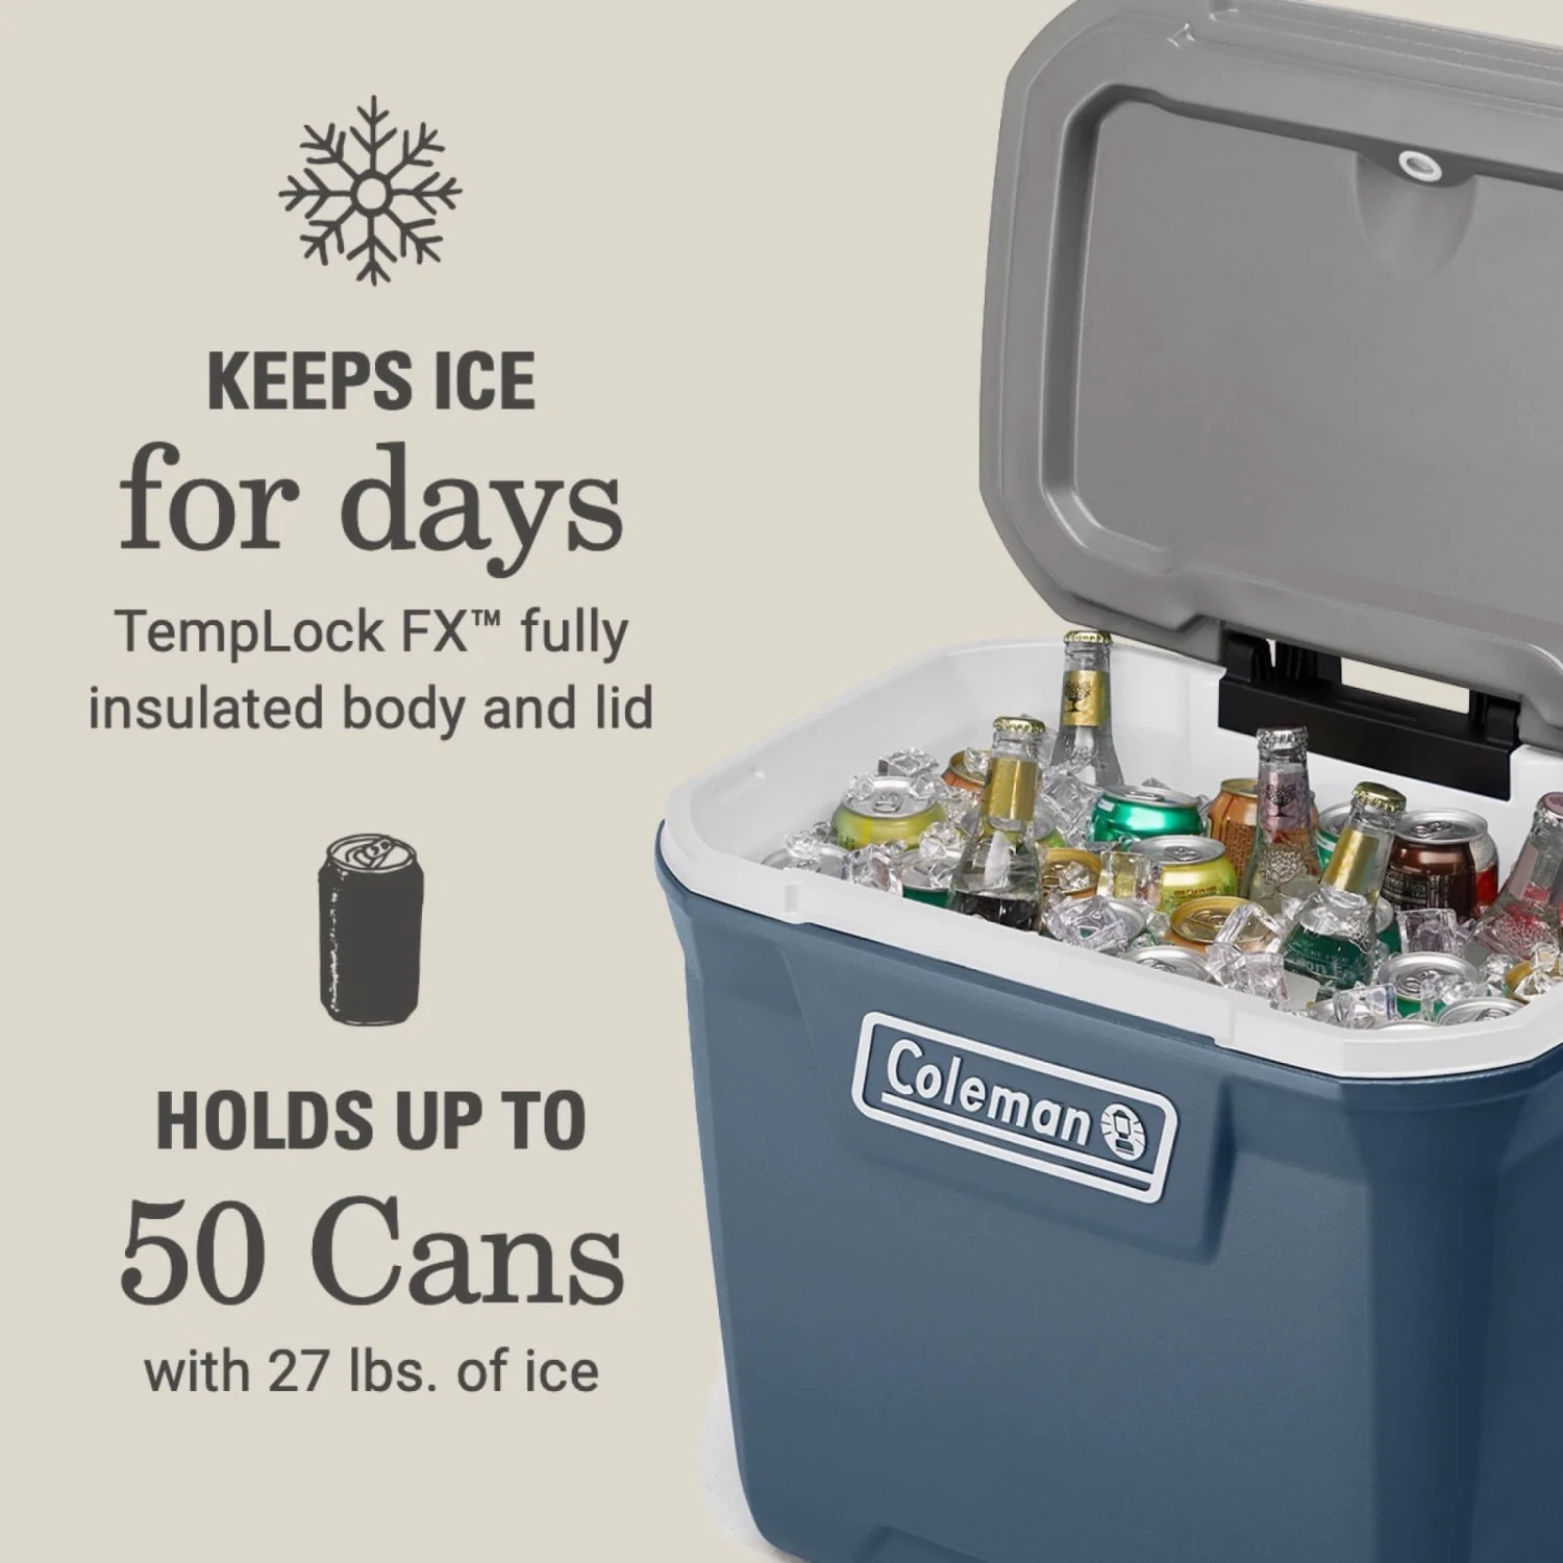 KEEPS ICE
for days
TempLock FX™ fully
insulated body and lid
HOLDS UP TO
50 Cans
with 27 lbs. of ice
Coleman